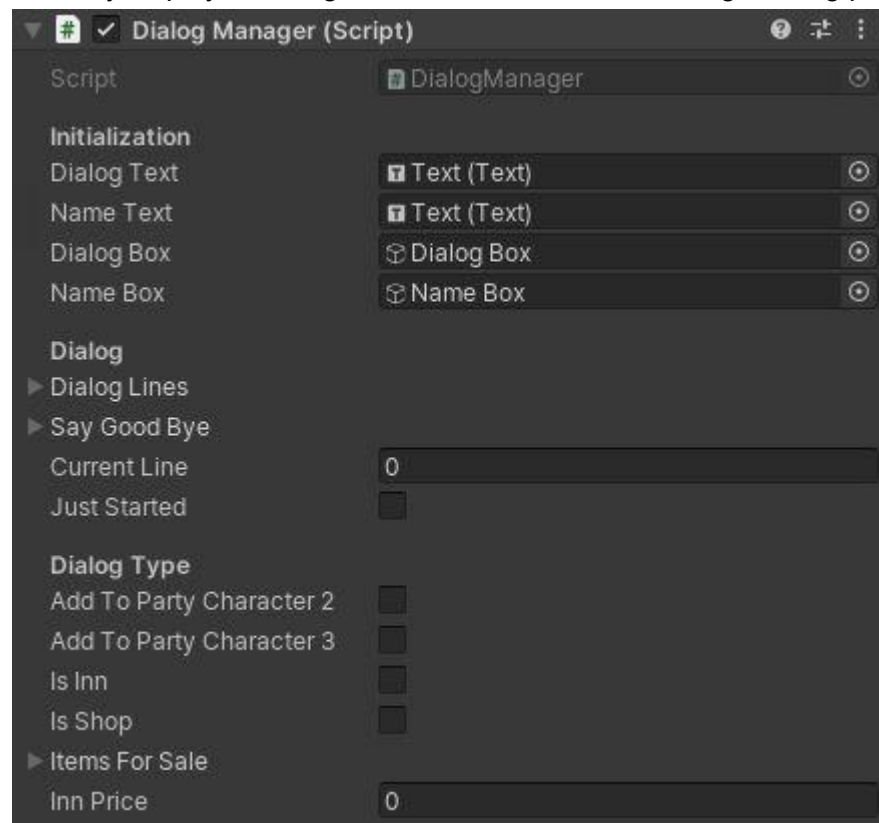 Dialog Manager (Script)
Script DialogManager
Initialization
Dialog Text Text (Text)
Name Text Text (Text)
Dialog Box Dialog Box
Name Box Name Box
Dialog
Dialog Lines
Say Good Bye
Current Line 0
Just Started
Dialog Type
Add To Party Character 2
Add To Party Character 3
Is Inn
Is Shop
Items For Sale
Inn Price 0